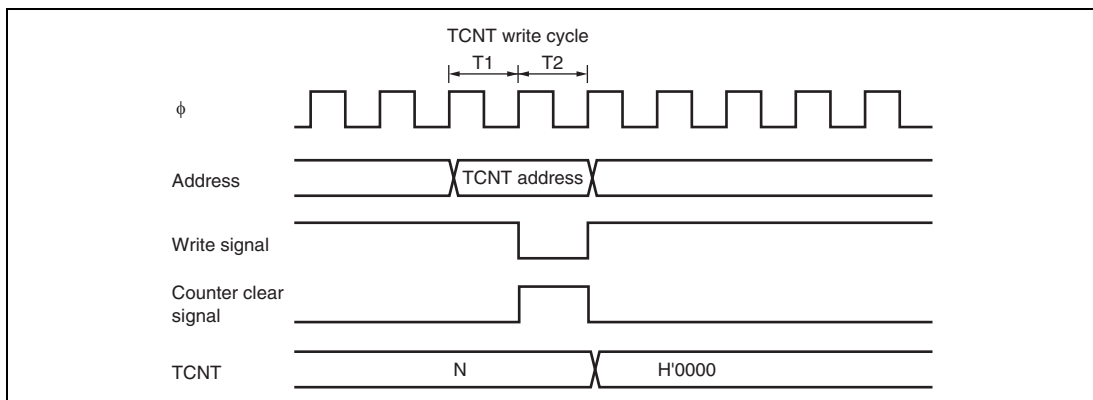 TCNT write cycle
T1 T2
ϕ
Address TCNT address
Write signal
Counter clear
signal
TCNT N H'0000